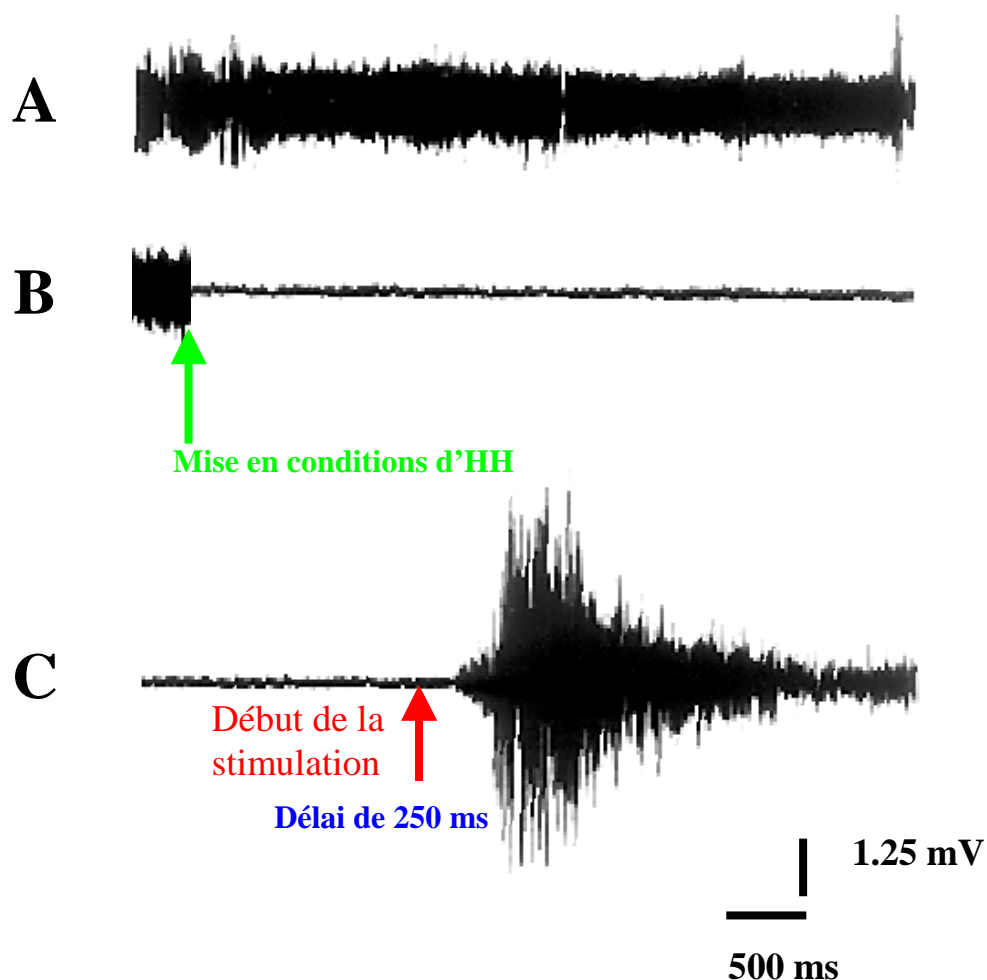 A
B
Mise en conditions d’HH
C
Début de la
stimulation
Délai de 250 ms
1.25 mV
500 ms